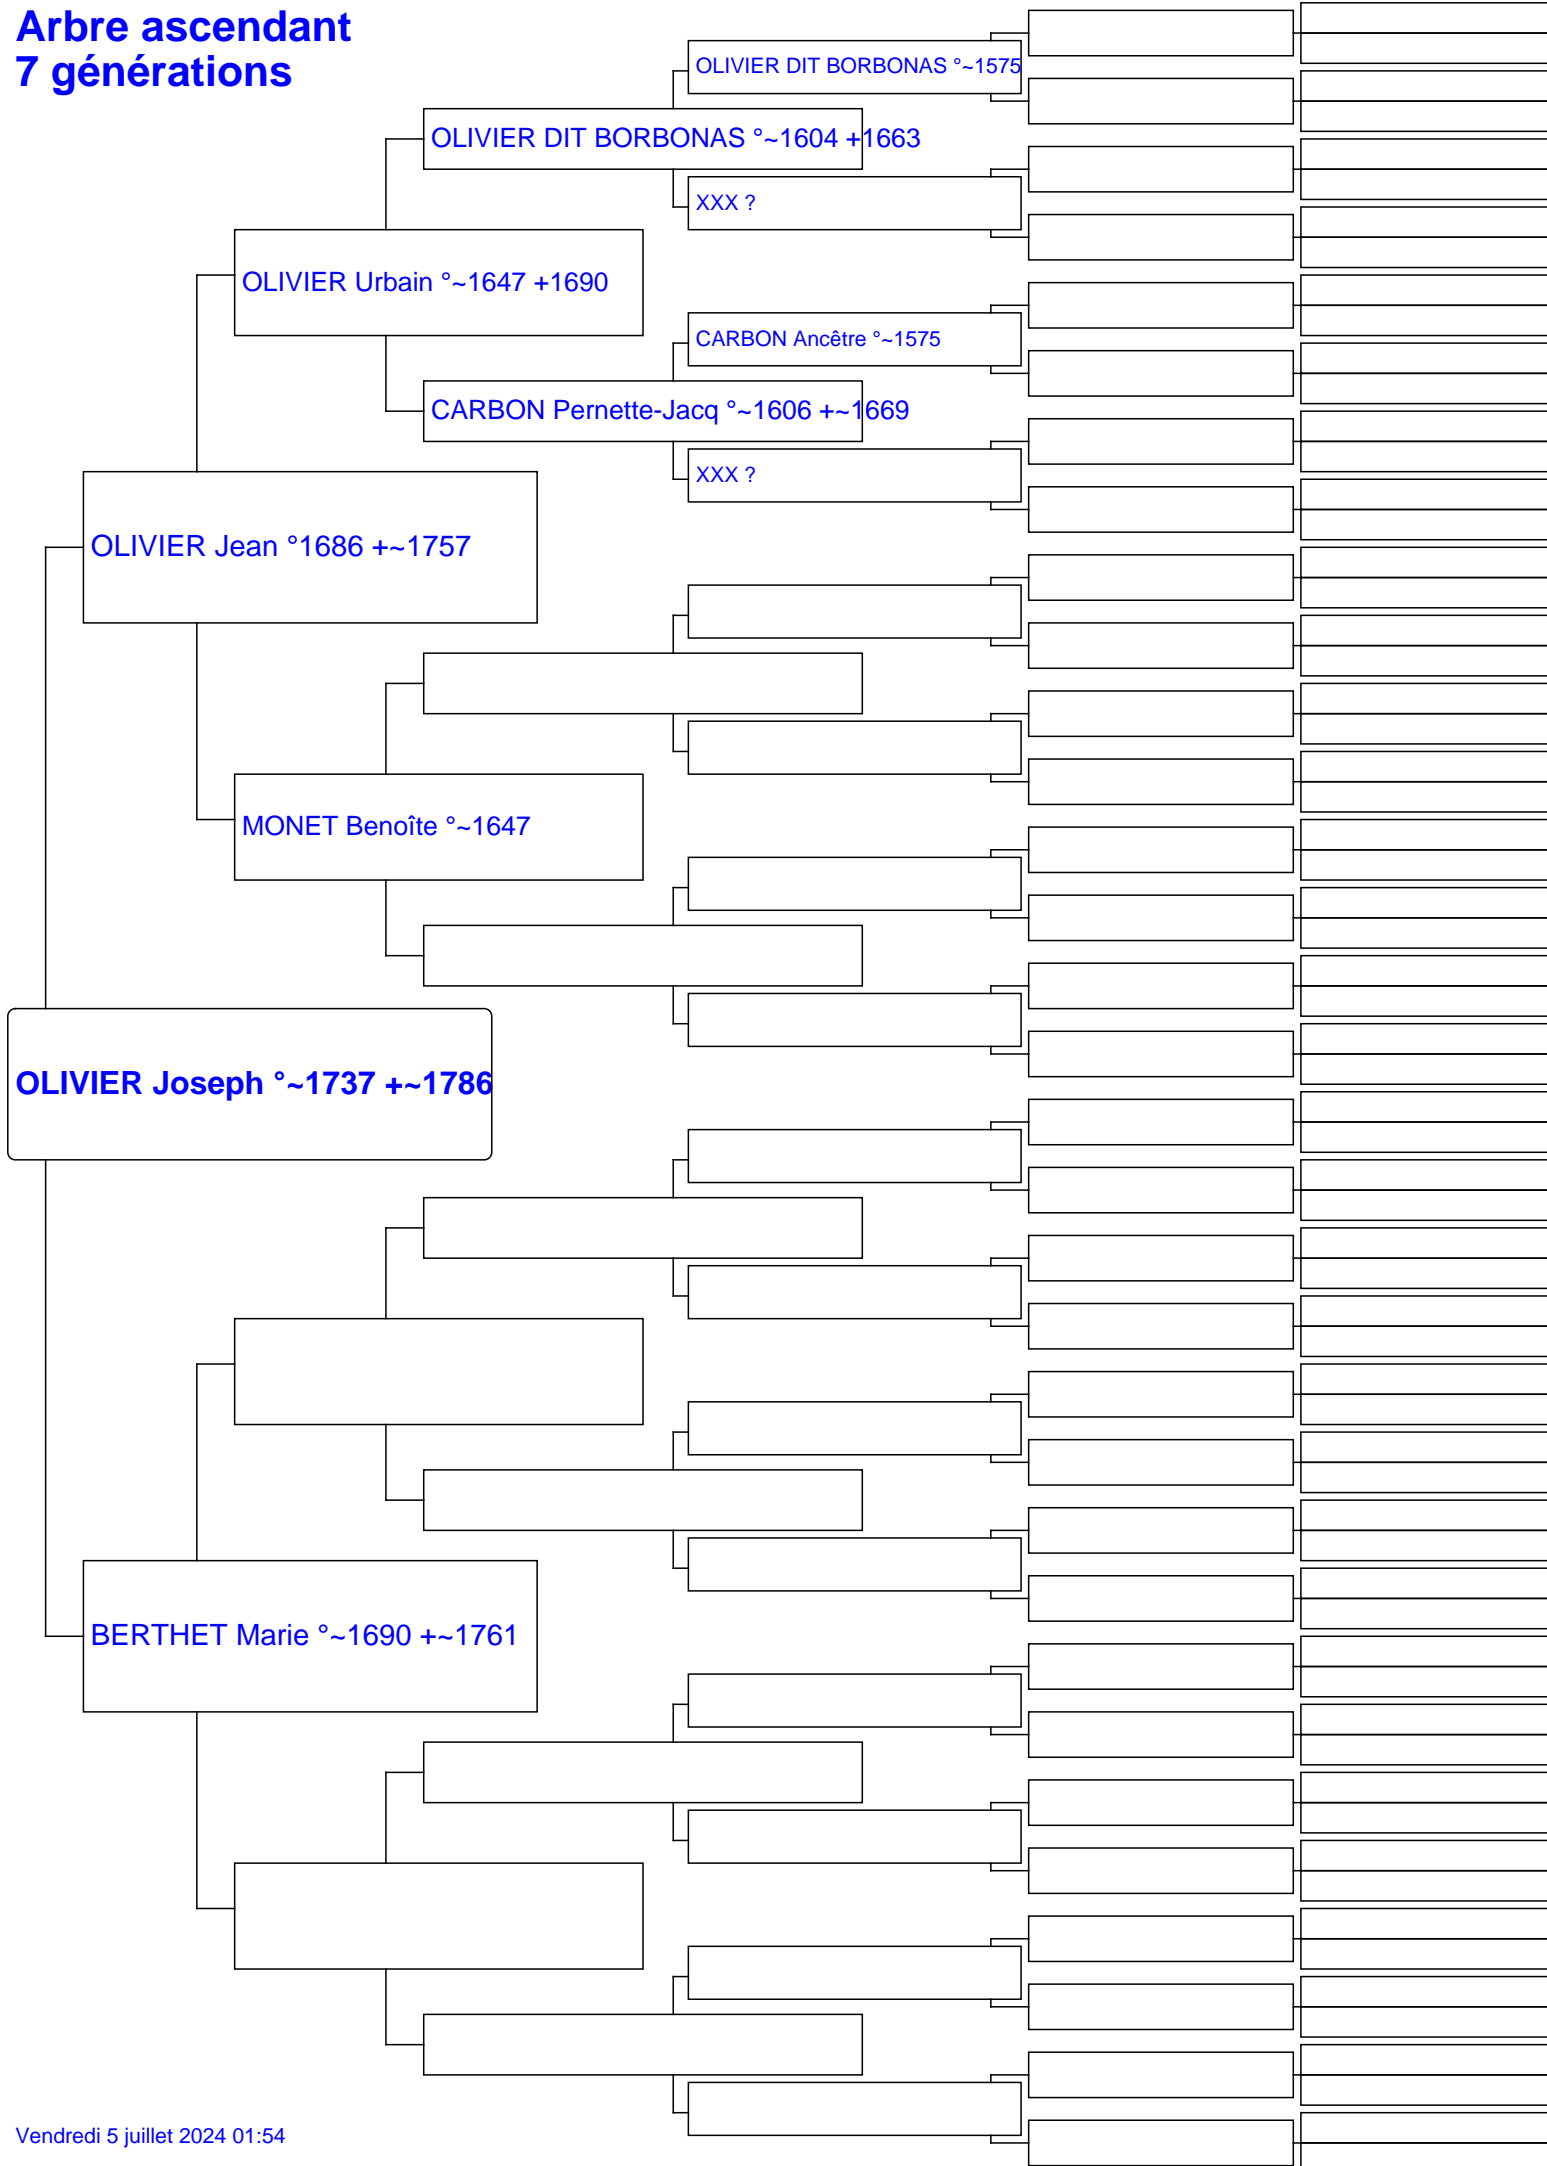 Arbre ascendant
7 générations
OLIVIER DIT BORBONAS °~1575
OLIVIER DIT BORBONAS °~1604 +1663
XXX ?
OLIVIER Urbain °~1647 +1690
CARBON Ancêtre °~1575
CARBON Pernette-Jacq °~1606 +~1669
XXX ?
OLIVIER Jean °1686 +~1757
MONET Benoîte °~1647
OLIVIER Joseph °~1737 +~1786
BERTHET Marie °~1690 +~1761
Vendredi 5 juillet 2024 01:54